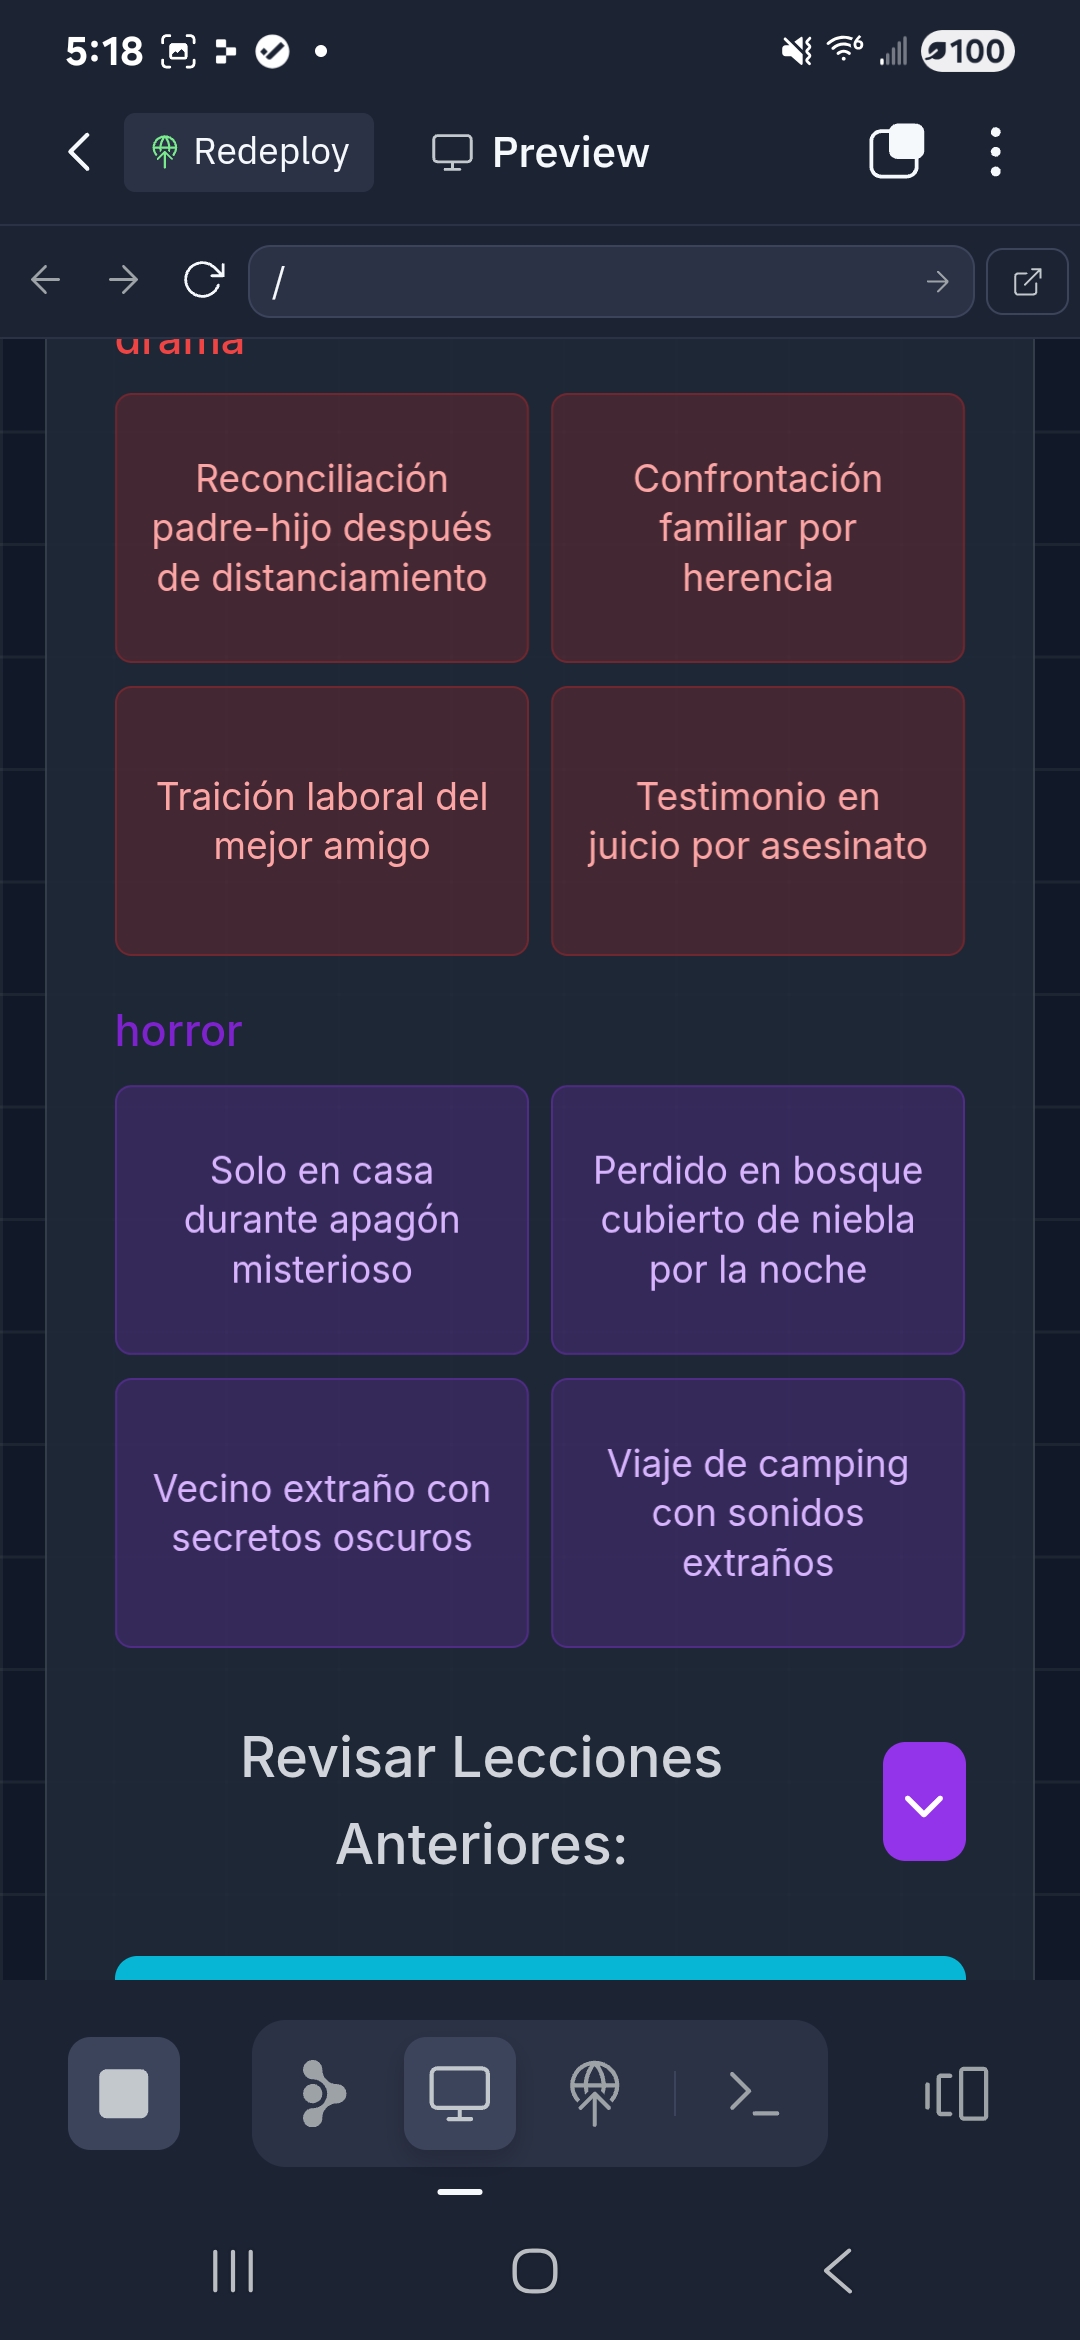 5:18
6
100
Redeploy
Preview
/
drama
Reconciliación
padre-hijo después
de distanciamiento
Confrontación
familiar por
herencia
Traición laboral del
mejor amigo
Testimonio en
juicio por asesinato
horror
Solo en casa
durante apagón
misterioso
Perdido en bosque
cubierto de niebla
por la noche
Vecino extraño con
secretos oscuros
Viaje de camping
con sonidos
extraños
Revisar Lecciones
Anteriores: